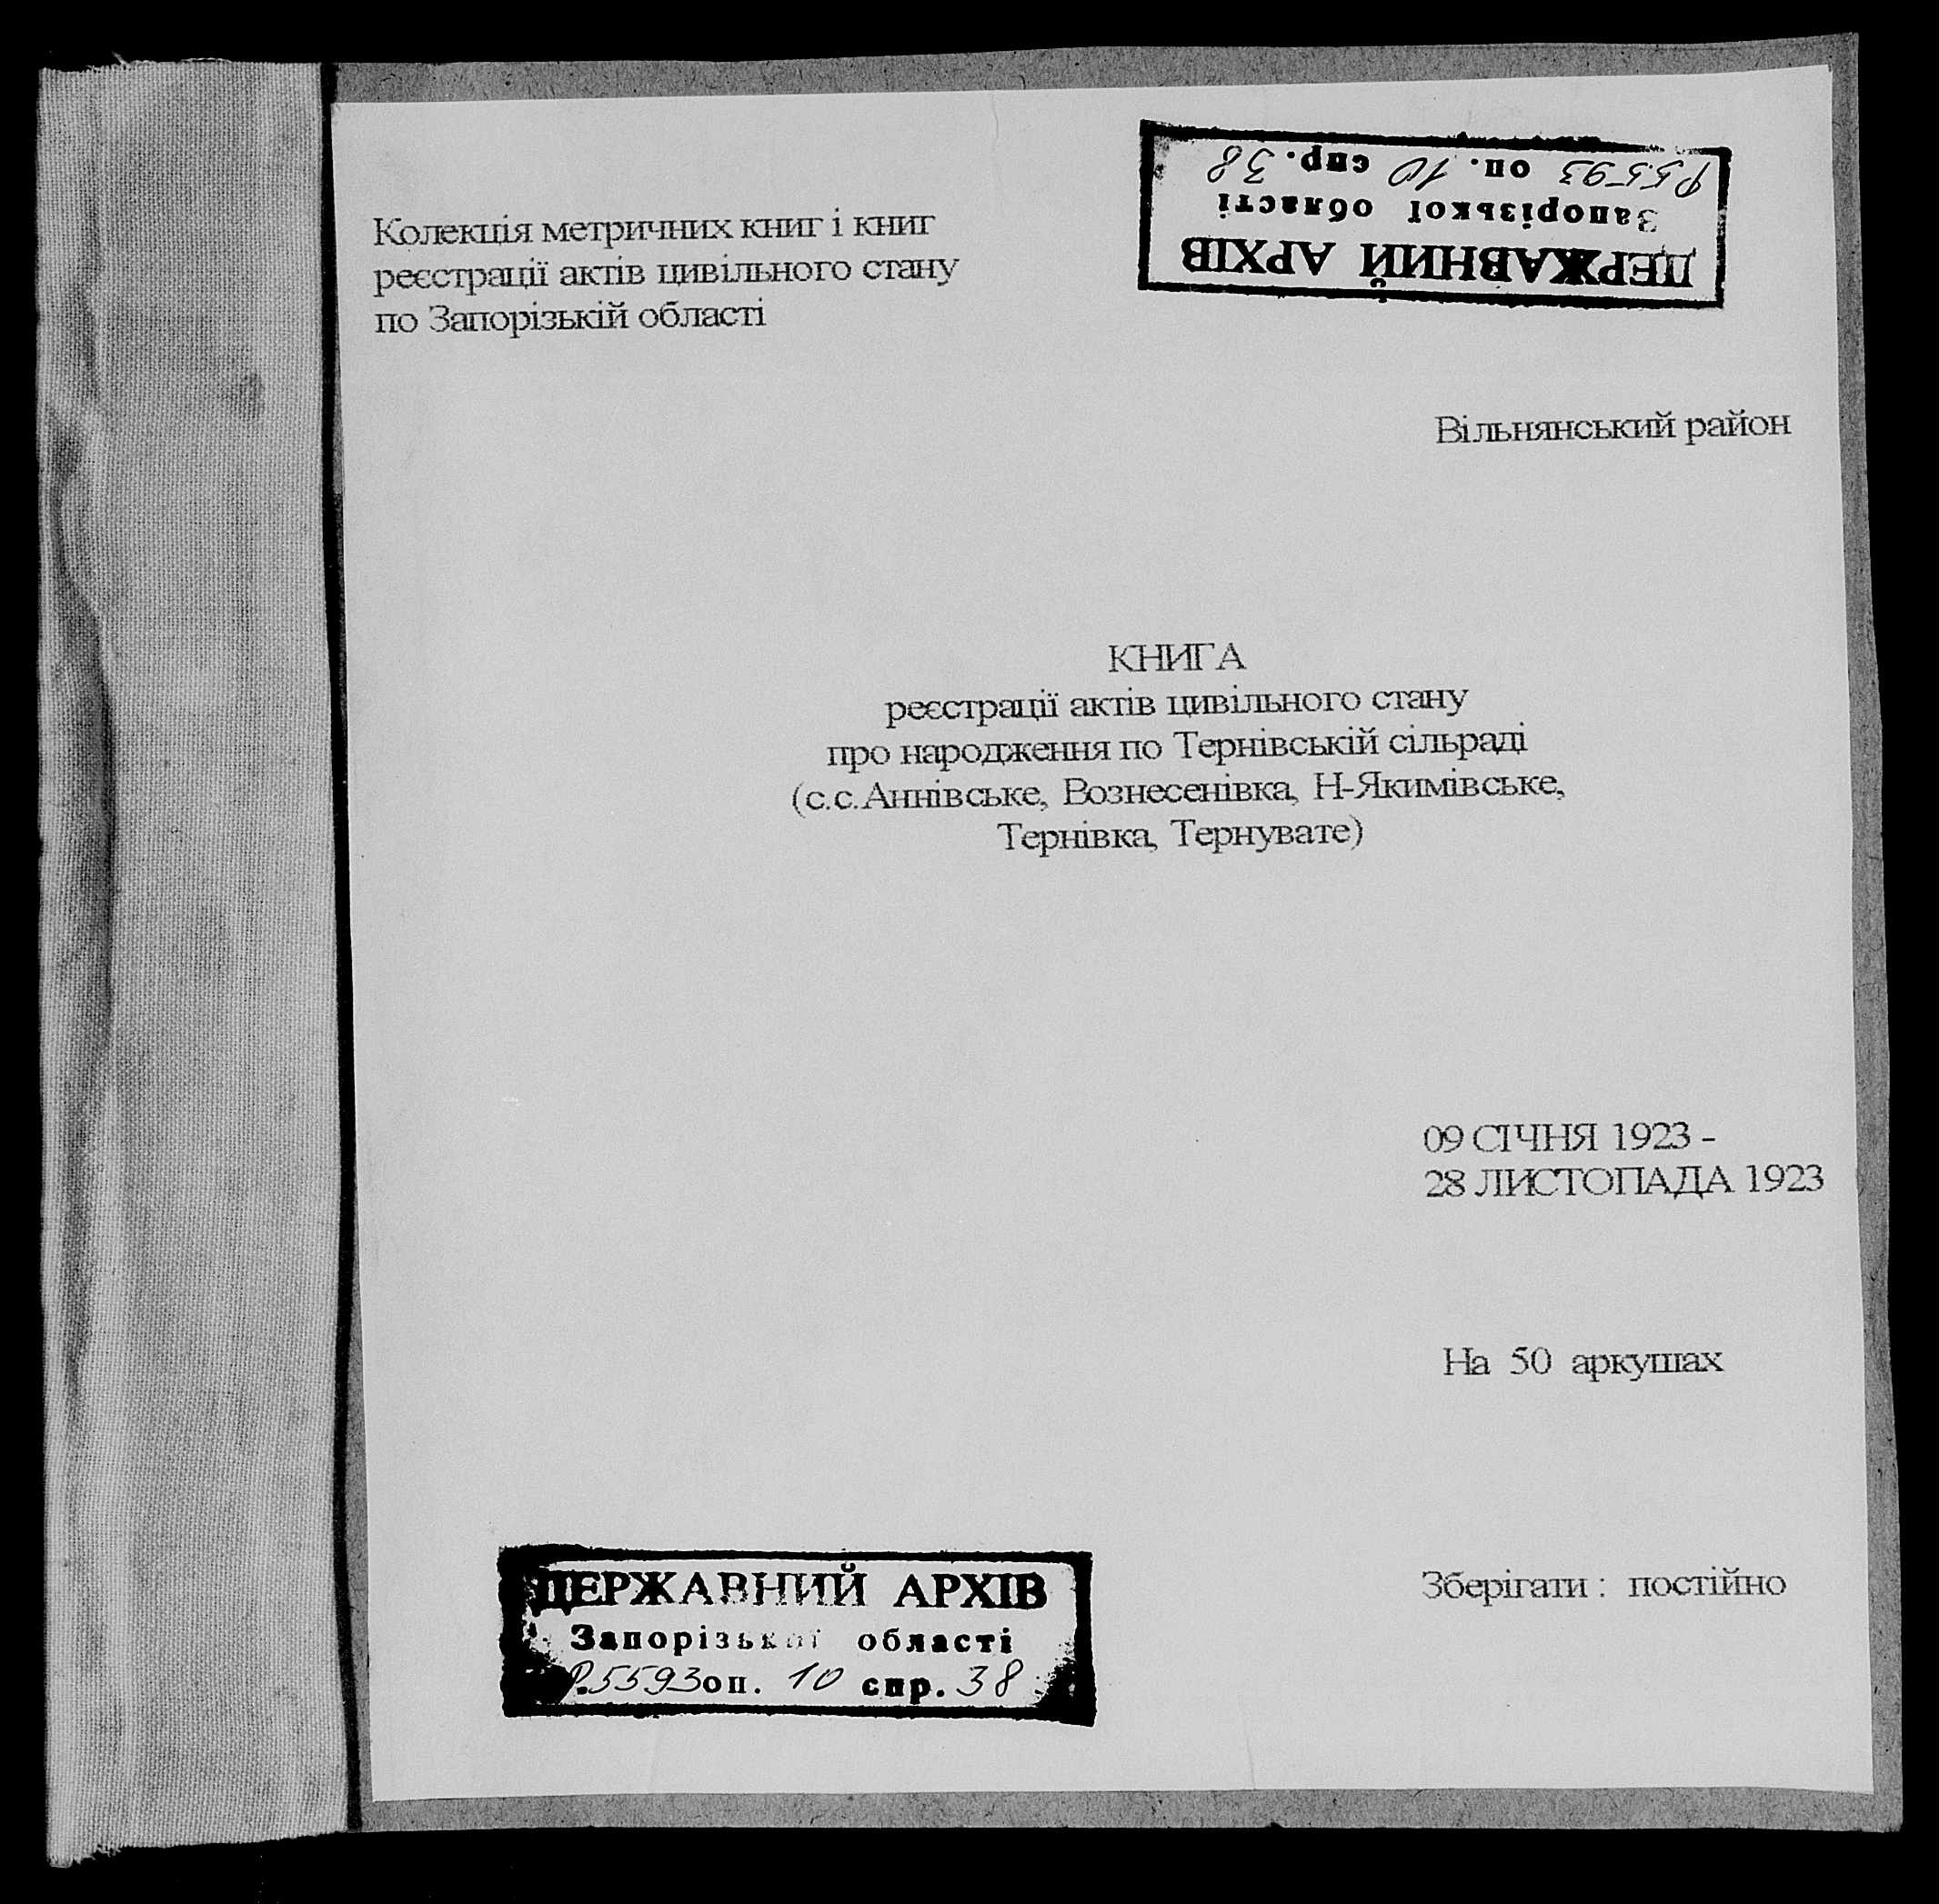 Колекція метричних книг і книг
реєстрації актів цивільного стану
по Запорізькій області
ДЕРЖАВНИЙ АРХІВ
Запорізької області
Р5593 оп. 10 спр. 38
Вільнянський район
КНИГА
реєстрації актів цивільного стану
про народження по Тернівській сільраді
(с.с.Аннівське, Вознесенівка, Н-Якимівське,
Тернівка, Тернувате)
09 СІЧНЯ 1923 -
28 ЛИСТОПАДА 1923
На 50 аркушах
Зберігати : постійно
ДЕРЖАВНИЙ АРХІВ
Запорізької області
Р.5593 оп. 10 спр. 38